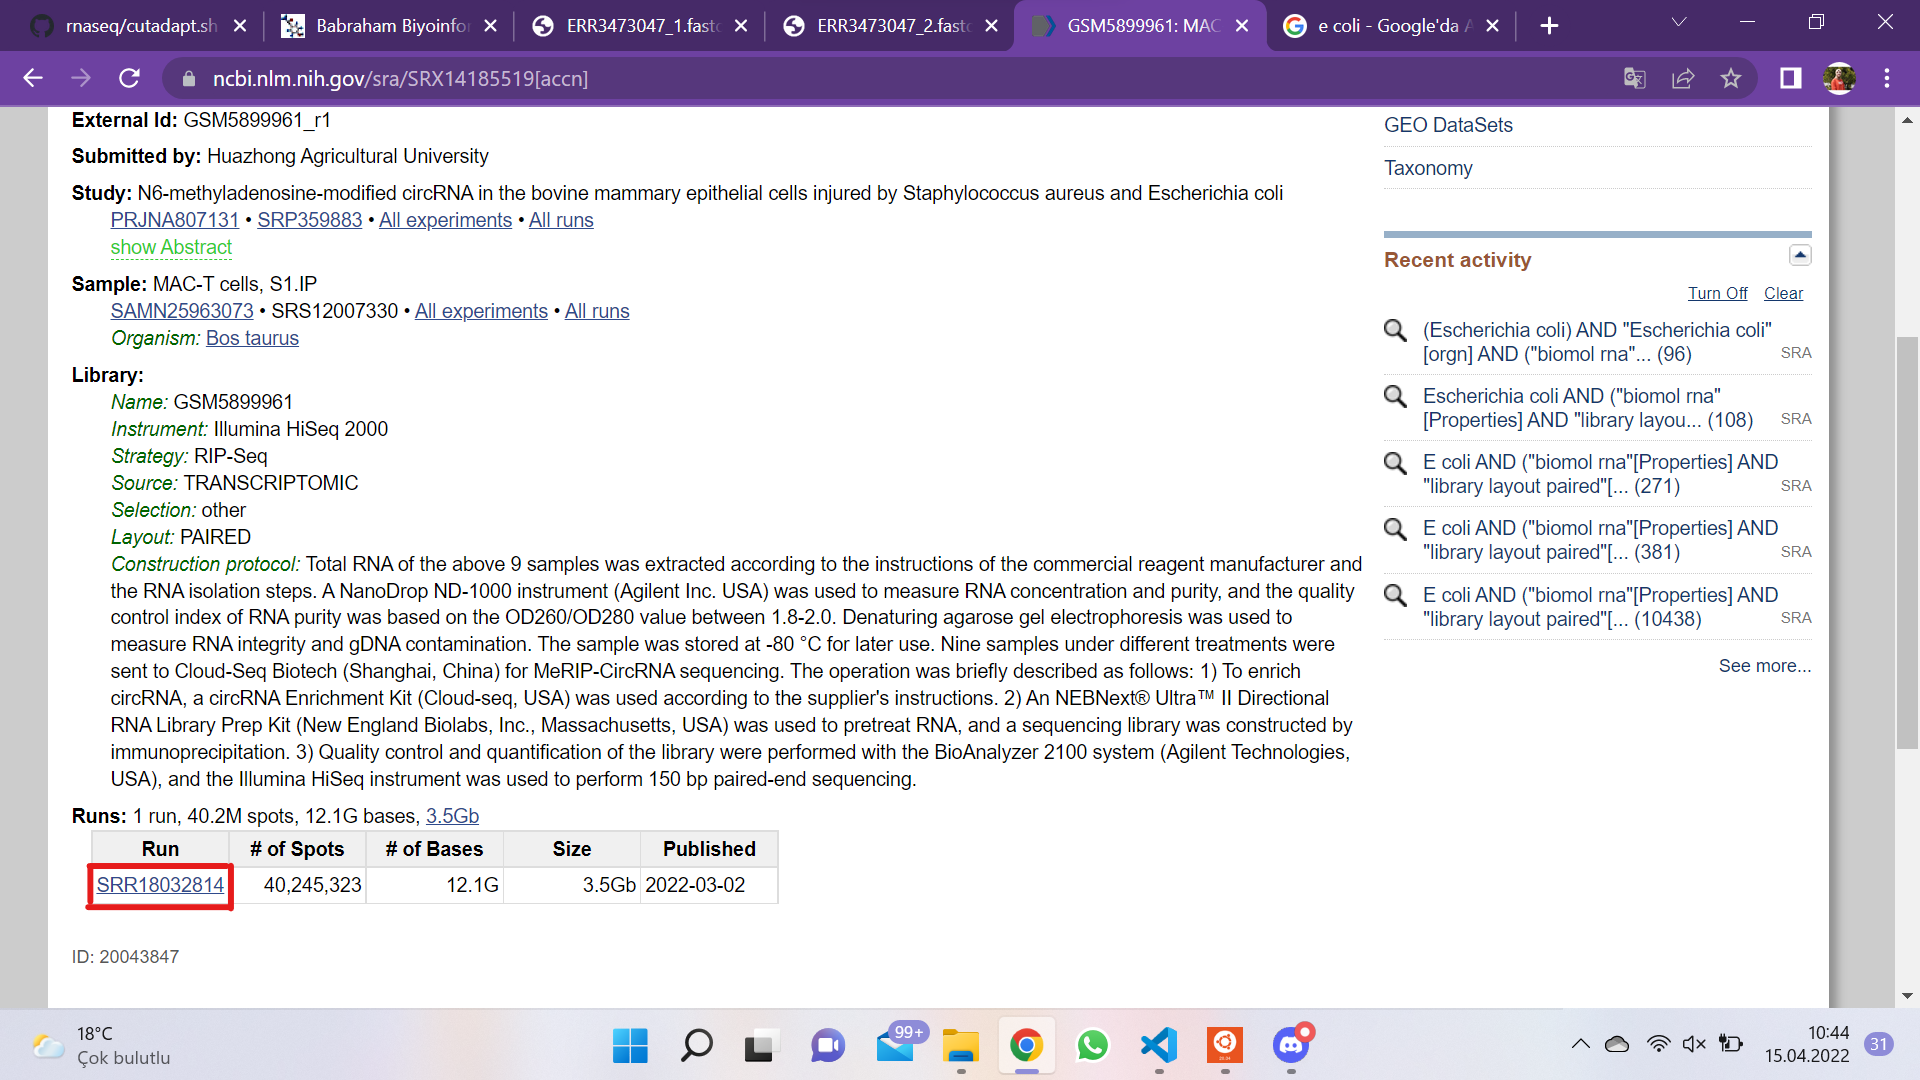 rnaseq/cutadapt.sh
Babraham Biyoinfor
ERR3473047_1.fastq
ERR3473047_2.fastq
GSM5899961: MAC
e coli - Google'da A
ncbi.nlm.nih.gov/sra/SRX14185519[accn]
External Id: GSM5899961_r1
Submitted by: Huazhong Agricultural University
Study: N6-methyladenosine-modified circRNA in the bovine mammary epithelial cells injured by Staphylococcus aureus and Escherichia coli
PRJNA807131 • SRP359883 • All experiments • All runs
show Abstract
Sample: MAC-T cells, S1.IP
SAMN25963073 • SRS12007330 • All experiments • All runs
Organism: Bos taurus
Library:
Name: GSM5899961
Instrument: Illumina HiSeq 2000
Strategy: RIP-Seq
Source: TRANSCRIPTOMIC
Selection: other
Layout: PAIRED
Construction protocol: Total RNA of the above 9 samples was extracted according to the instructions of the commercial reagent manufacturer and
the RNA isolation steps. A NanoDrop ND-1000 instrument (Agilent Inc. USA) was used to measure RNA concentration and purity, and the quality
control index of RNA purity was based on the OD260/OD280 value between 1.8-2.0. Denaturing agarose gel electrophoresis was used to
measure RNA integrity and gDNA contamination. The sample was stored at -80 °C for later use. Nine samples under different treatments were
sent to Cloud-Seq Biotech (Shanghai, China) for MeRIP-CircRNA sequencing. The operation was briefly described as follows: 1) To enrich
circRNA, a circRNA Enrichment Kit (Cloud-seq, USA) was used according to the supplier's instructions. 2) An NEBNext® Ultra™ II Directional
RNA Library Prep Kit (New England Biolabs, Inc., Massachusetts, USA) was used to pretreat RNA, and a sequencing library was constructed by
immunoprecipitation. 3) Quality control and quantification of the library were performed with the BioAnalyzer 2100 system (Agilent Technologies,
USA), and the Illumina HiSeq instrument was used to perform 150 bp paired-end sequencing.
Runs: 1 run, 40.2M spots, 12.1G bases, 3.5Gb
Run # of Spots # of Bases Size Published
SRR18032814 40,245,323 12.1G 3.5Gb 2022-03-02
ID: 20043847
GEO DataSets
Taxonomy
Recent activity
Turn Off Clear
(Escherichia coli) AND "Escherichia coli"
[orgn] AND ("biomol rna"... (96) SRA
Escherichia coli AND ("biomol rna"
[Properties] AND "library layou... (108) SRA
E coli AND ("biomol rna"[Properties] AND
"library layout paired"[... (271) SRA
E coli AND ("biomol rna"[Properties] AND
"library layout paired"[... (381) SRA
E coli AND ("biomol rna"[Properties] AND
"library layout paired"[... (10438) SRA
See more...
18°C
Çok bulutlu
99+
10:44
15.04.2022
31